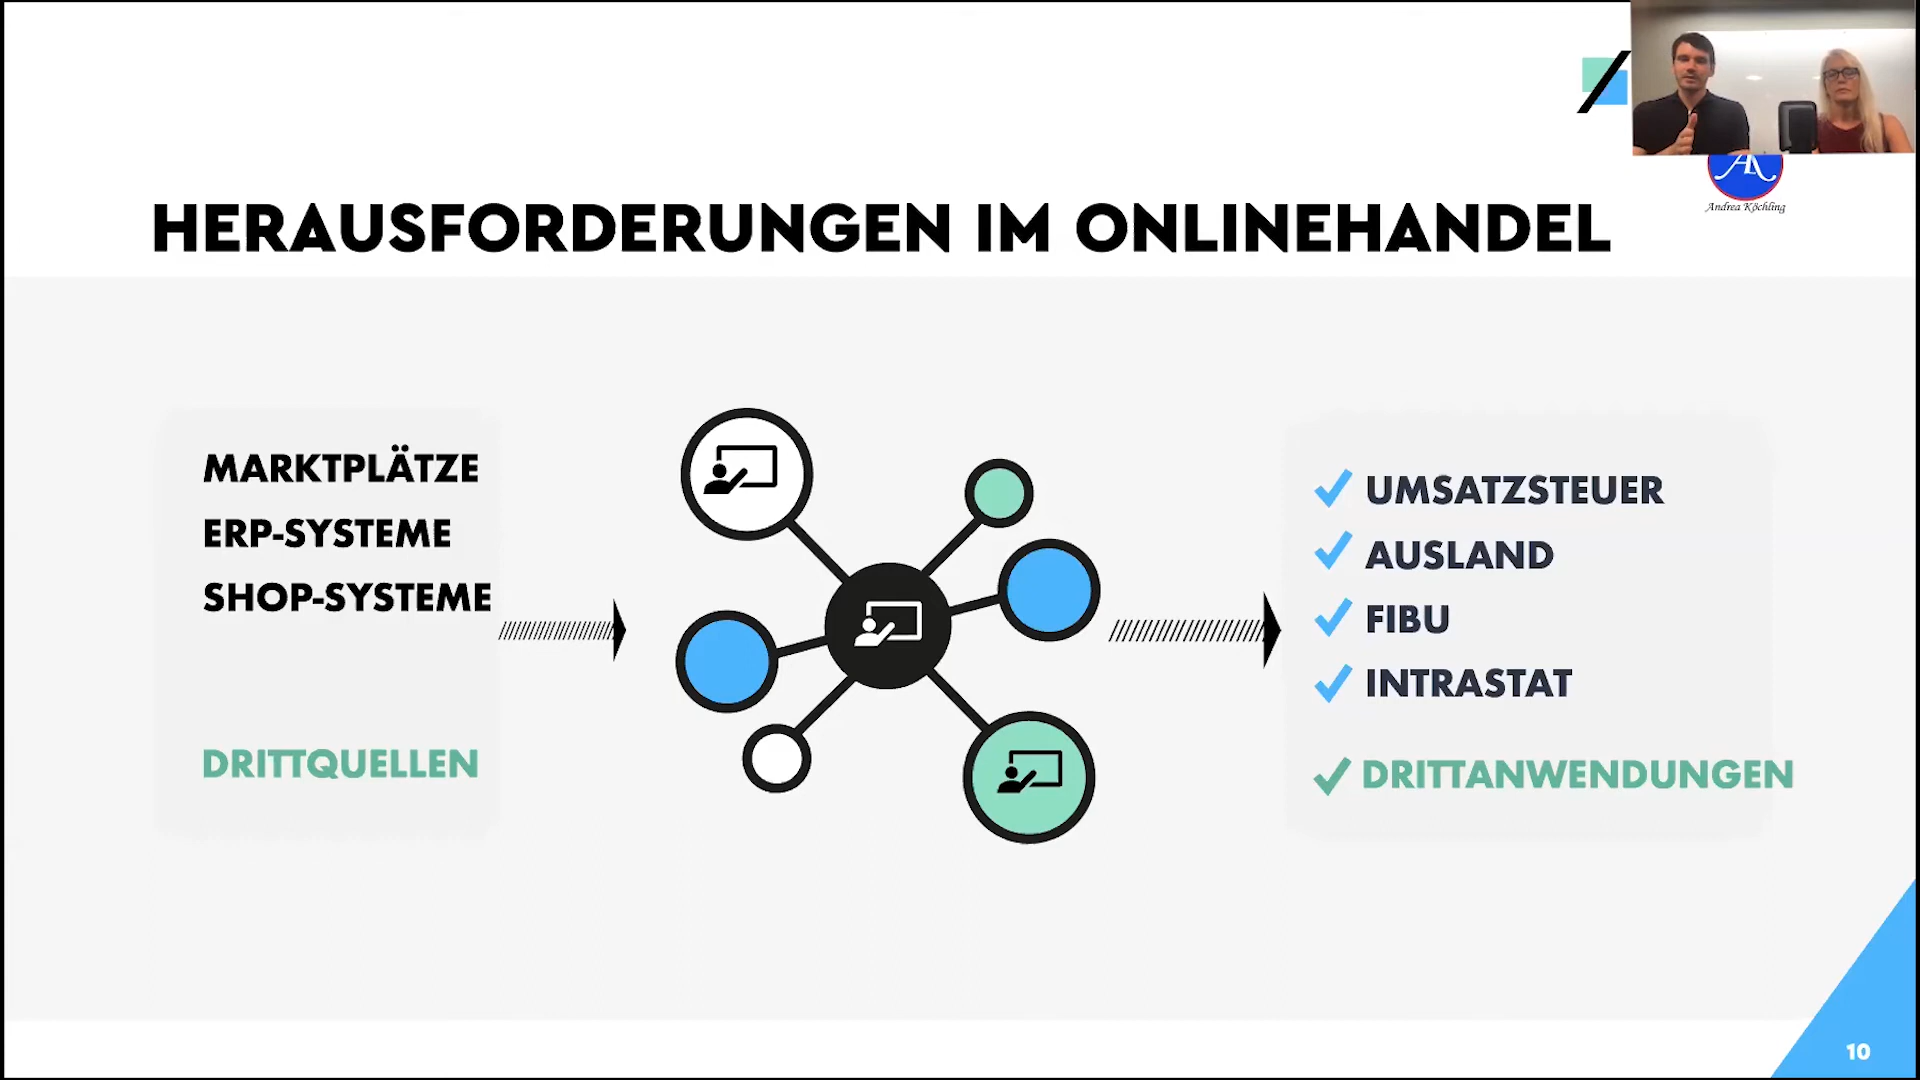 Andrea Köchling
HERAUSFORDERUNGEN IM ONLINEHANDEL
MARKTPLÄTZE
ERP-SYSTEME
SHOP-SYSTEME
DRITTQUELLEN
UMSATZSTEUER
AUSLAND
FIBU
INTRASTAT
DRITTANWENDUNGEN
10